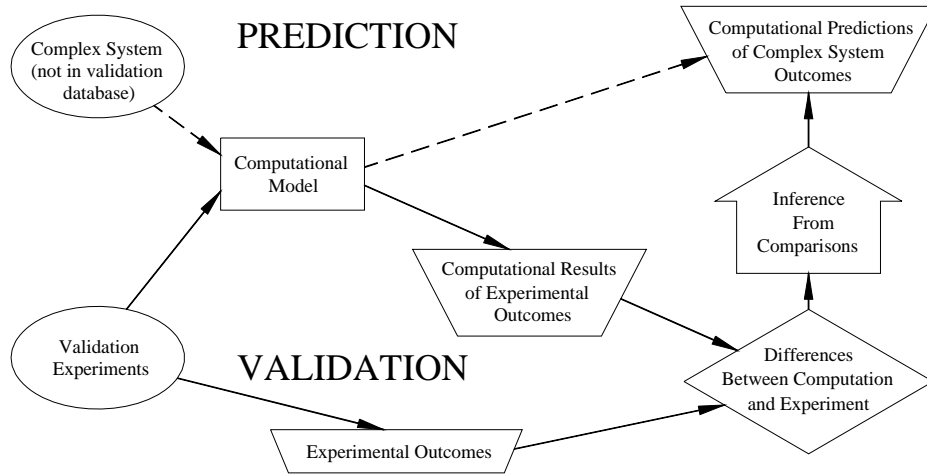 PREDICTION
Complex System
(not in validation
database)
Computational Predictions
of Complex System
Outcomes
Computational
Model
Inference
From
Comparisons
Computational Results
of Experimental
Outcomes
Validation
Experiments
VALIDATION
Differences
Between Computation
and Experiment
Experimental Outcomes